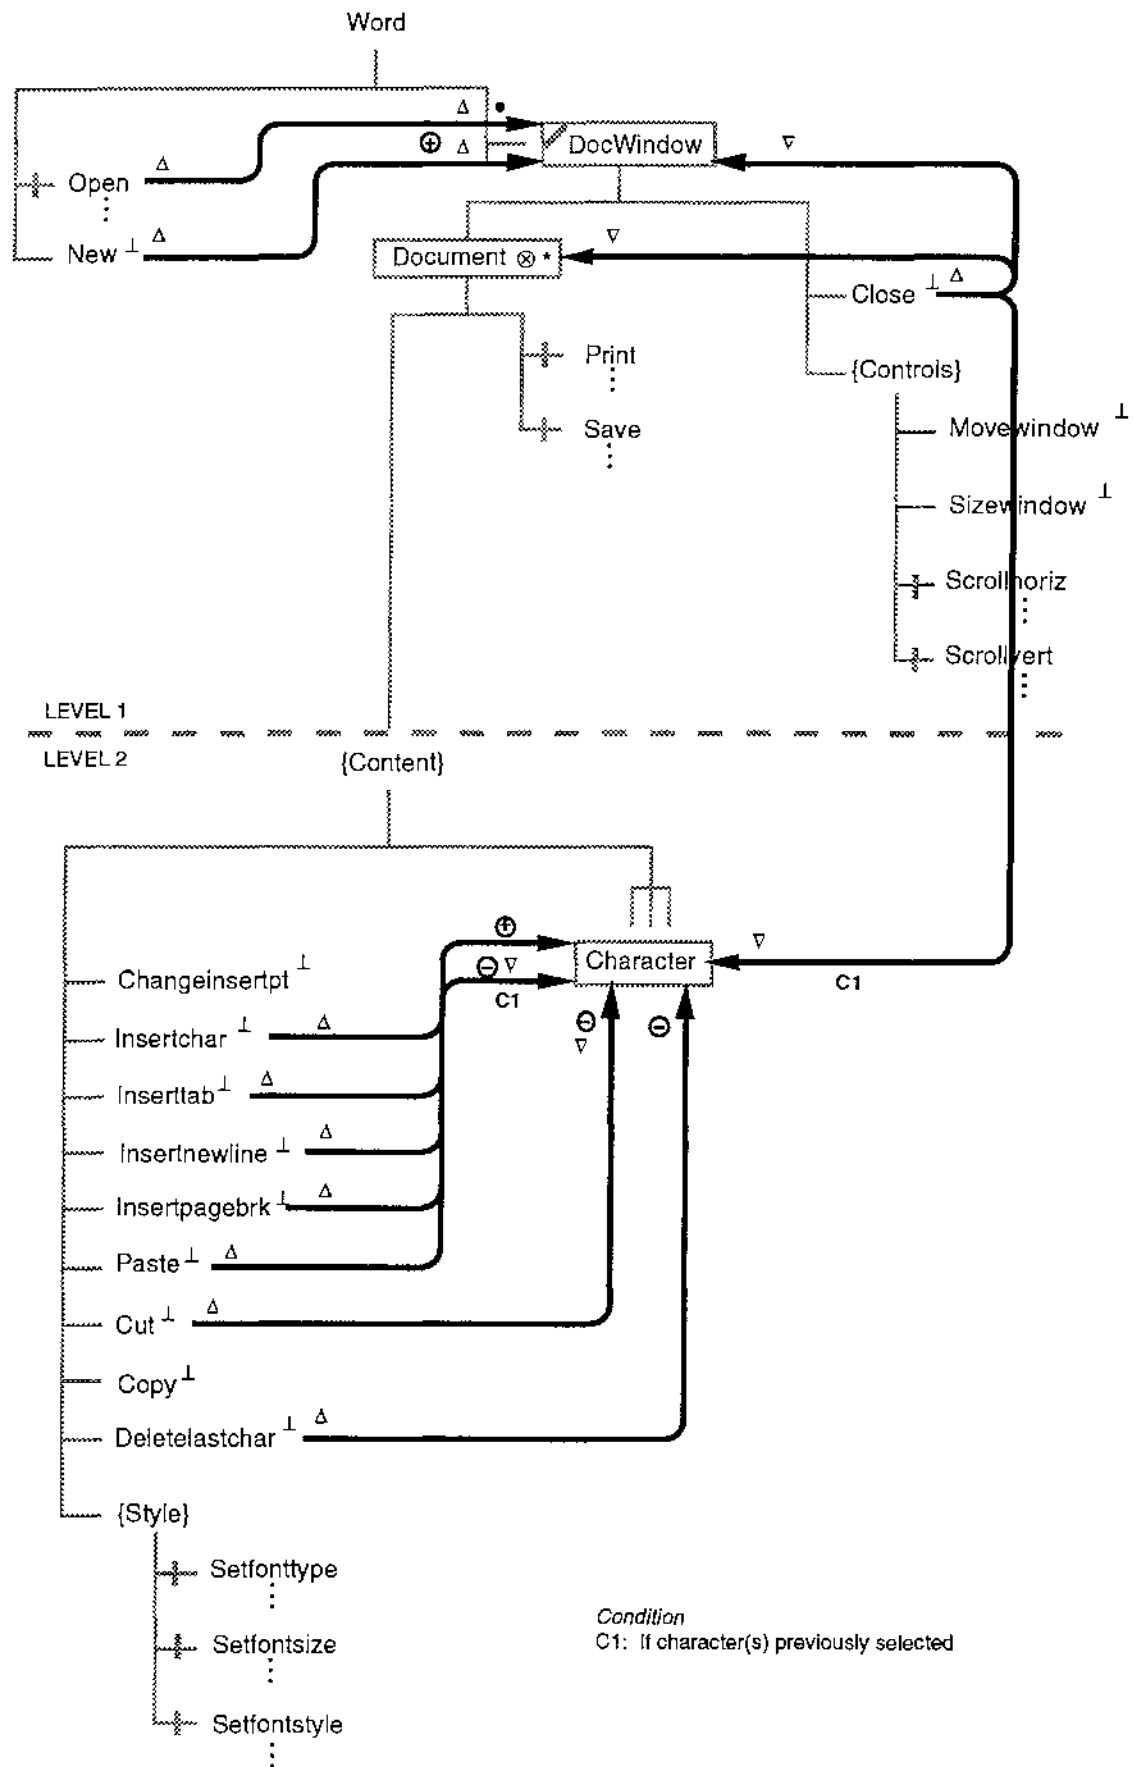 Word
Δ •
⊕ Δ DocWindow ∇
Open Δ
New ⊥ Δ
Document ⊗ * ∇
Close ⊥ Δ
Print
{Controls}
Save
Movewindow ⊥
Sizewindow ⊥
Scrollhoriz
Scrollvert
LEVEL 1
LEVEL 2
{Content}
⊕
Character ∇
⊖ ∇
C1
C1
Changeinsertpt ⊥
⊖
∇
⊖
Insertchar ⊥ Δ
Inserttab ⊥ Δ
Insertnewline ⊥ Δ
Insertpagebrk ⊥ Δ
Paste ⊥ Δ
Cut ⊥ Δ
Copy ⊥
Deletelastchar ⊥ Δ
{Style}
Setfonttype
Setfontsize
Setfontstyle
Condition
C1: If character(s) previously selected